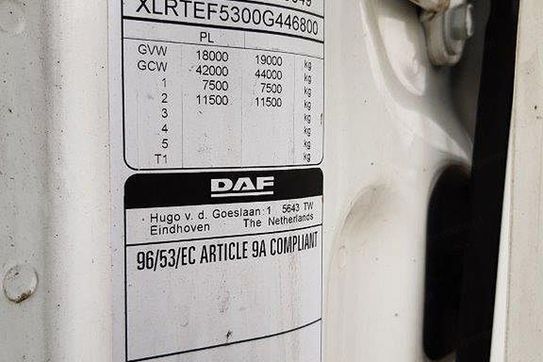 XLRTEF5300G446800
PL
GVW 18000 19000 kg
GCW 42000 44000 kg
1 7500 7500 kg
2 11500 11500 kg
3 kg
4 kg
5 kg
T1 kg
DAF
Hugo v. d. Goeslaan 1 5643 TW
Eindhoven The Netherlands
96/53/EC ARTICLE 9A COMPLIANT